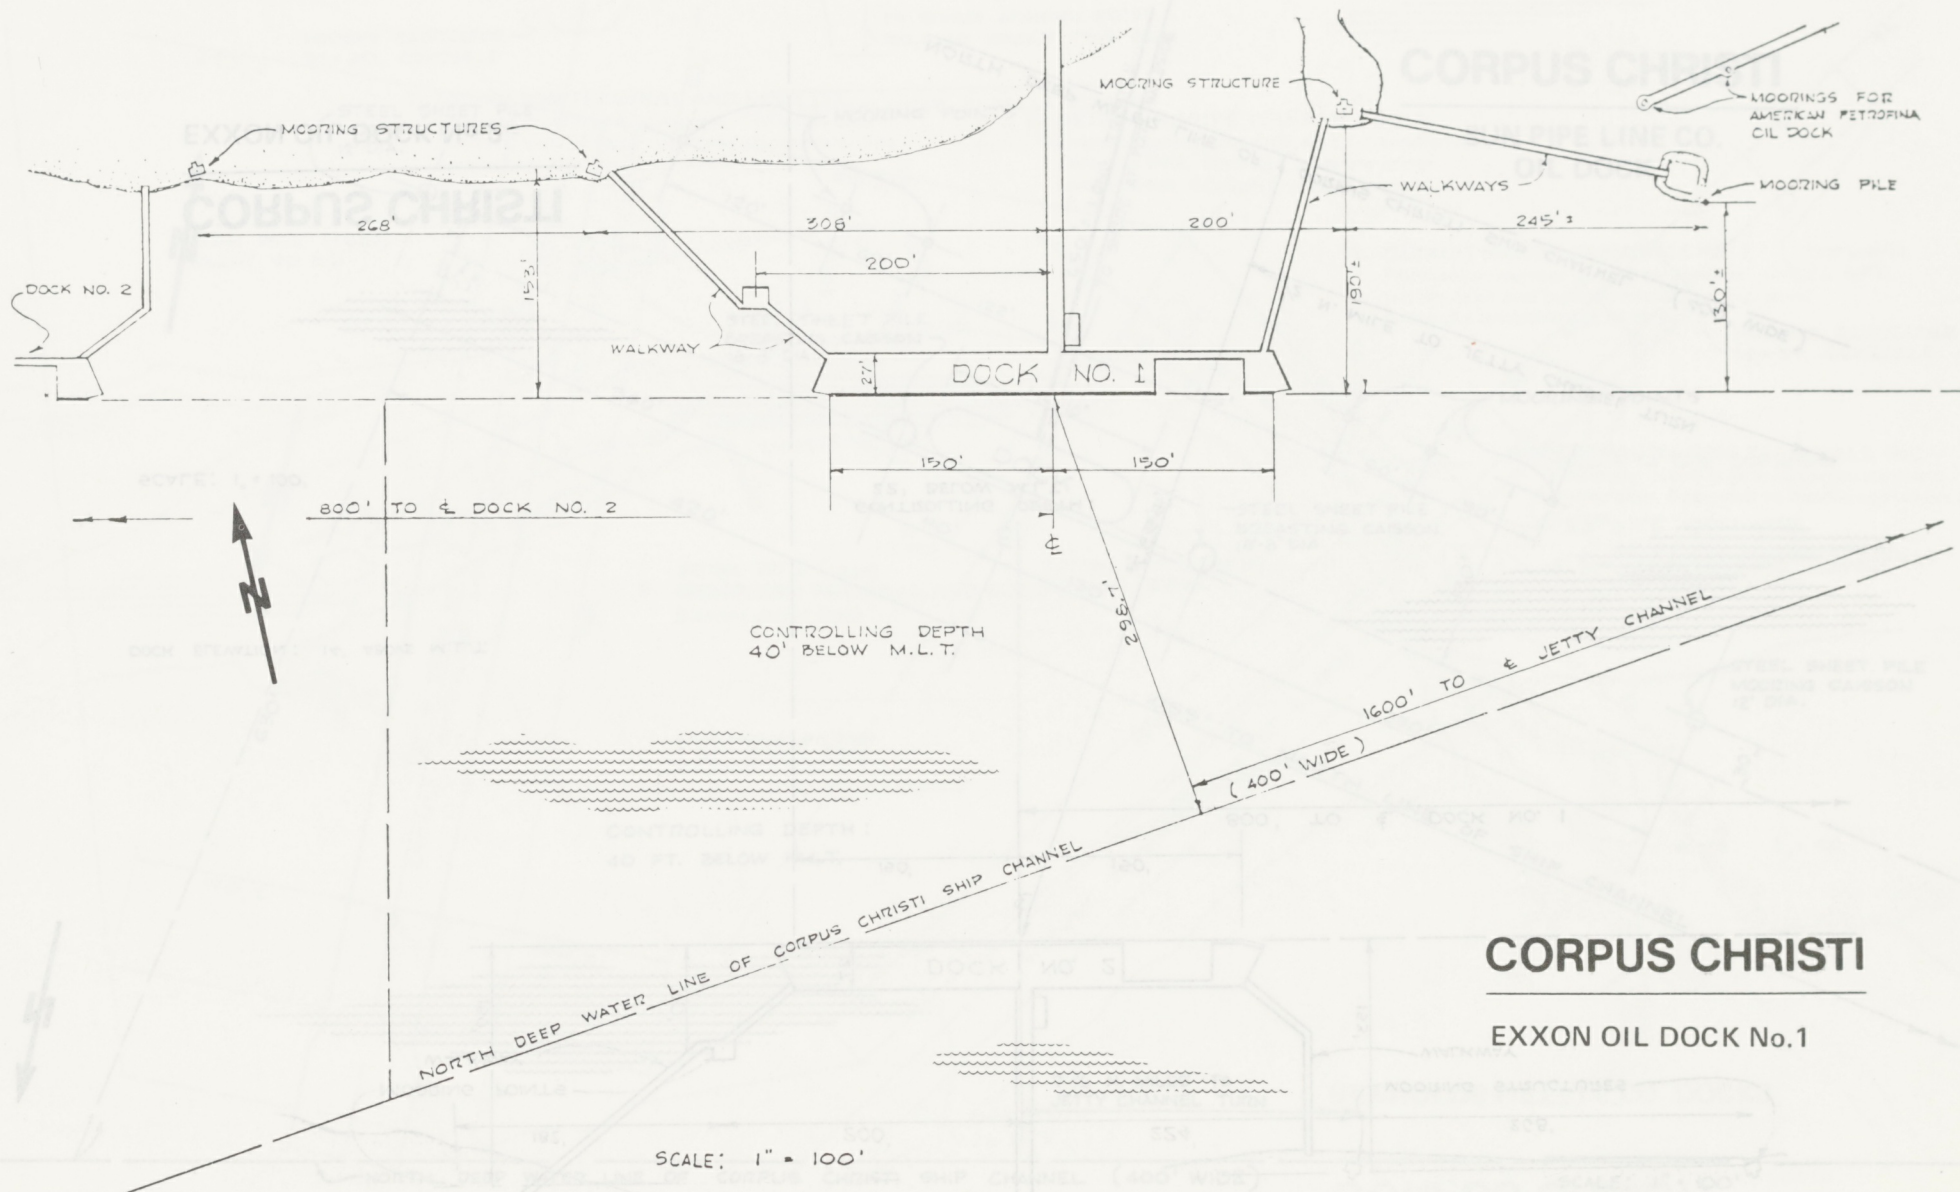 MOORING STRUCTURE
MOORINGS FOR
AMERICAN PETROFINA
OIL DOCK
MOORING STRUCTURES
WALKWAYS
MOORING PILE
268'
306'
200'
245'±
200'
153'
190'±
130'±
DOCK NO. 2
WALKWAY
27'
DOCK NO. 1
150'
150'
800' TO ℄ DOCK NO. 2
℄
N
298.7'
CONTROLLING DEPTH
40' BELOW M.L.T.
1600' TO ℄ JETTY CHANNEL
(400' WIDE)
NORTH DEEP WATER LINE OF CORPUS CHRISTI SHIP CHANNEL
CORPUS CHRISTI
EXXON OIL DOCK No.1
SCALE: 1" = 100'